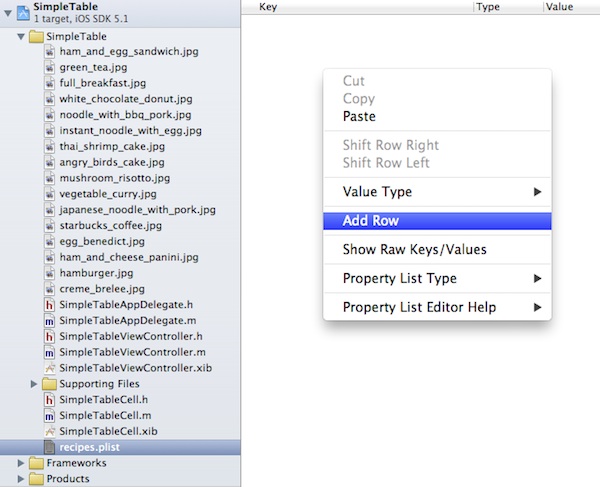 SimpleTable
1 target, iOS SDK 5.1
SimpleTable
ham_and_egg_sandwich.jpg
green_tea.jpg
full_breakfast.jpg
white_chocolate_donut.jpg
noodle_with_bbq_pork.jpg
instant_noodle_with_egg.jpg
thai_shrimp_cake.jpg
angry_birds_cake.jpg
mushroom_risotto.jpg
vegetable_curry.jpg
japanese_noodle_with_pork.jpg
starbucks_coffee.jpg
egg_benedict.jpg
ham_and_cheese_panini.jpg
hamburger.jpg
creme_brelee.jpg
h SimpleTableAppDelegate.h
m SimpleTableAppDelegate.m
h SimpleTableViewController.h
m SimpleTableViewController.m
SimpleTableViewController.xib
Supporting Files
h SimpleTableCell.h
m SimpleTableCell.m
SimpleTableCell.xib
recipes.plist
Frameworks
Products
Key Type Value
Cut
Copy
Paste
Shift Row Right
Shift Row Left
Value Type
Add Row
Show Raw Keys/Values
Property List Type
Property List Editor Help